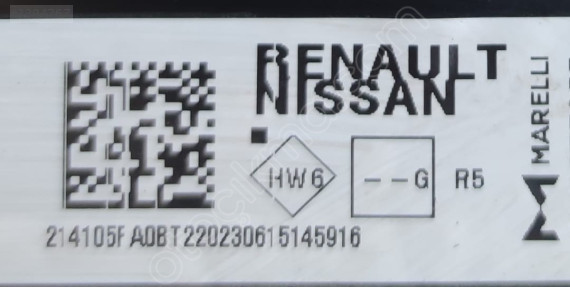 RENAULT
NISSAN
HW6
--G R5
MARELLI
214105FA0BT220230615145916